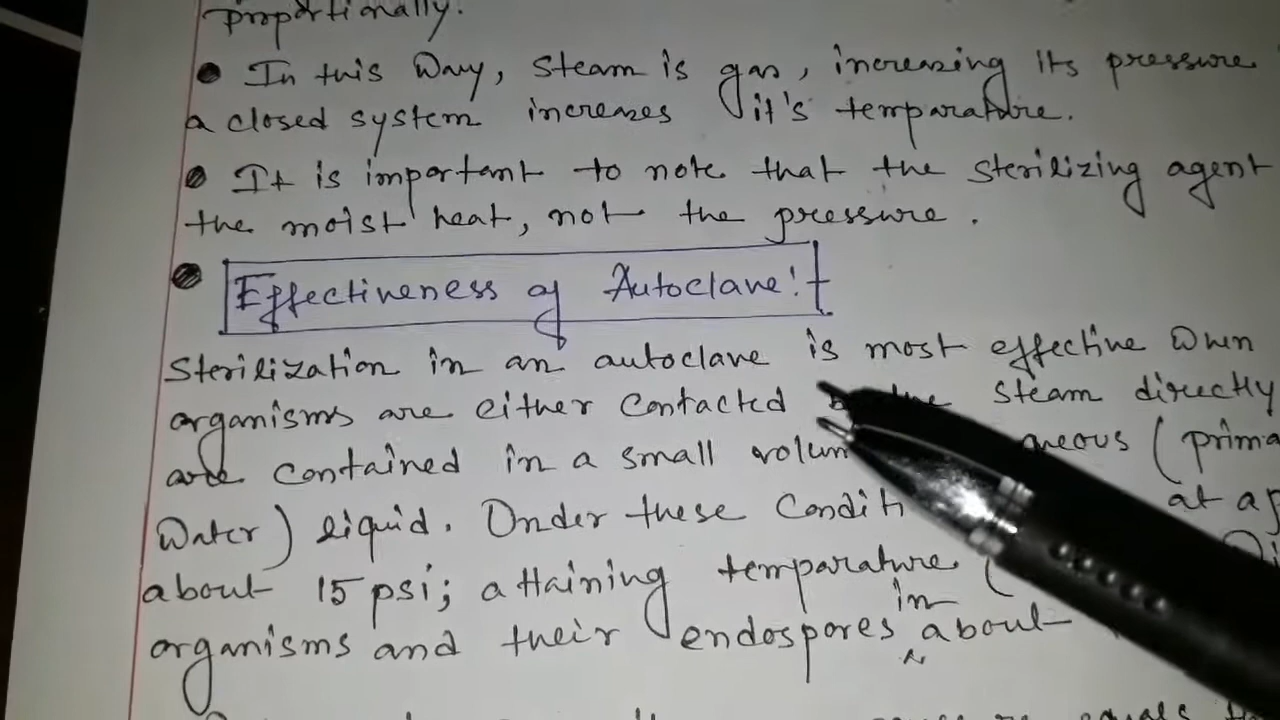 proportionally.
In this Way, Steam is gas, increasing its pressure
a closed system increases it's temparature.
It is important to note that the sterilizing agent
the moist heat, not the pressure.
Effectiveness of Autoclave:-
Sterilization in an autoclave is most effective When
organisms are either Contacted the steam directly
are contained in a small
Water) liquid. Under these at
about 15 psi; attaining temparature (
in
organisms and their endospores about